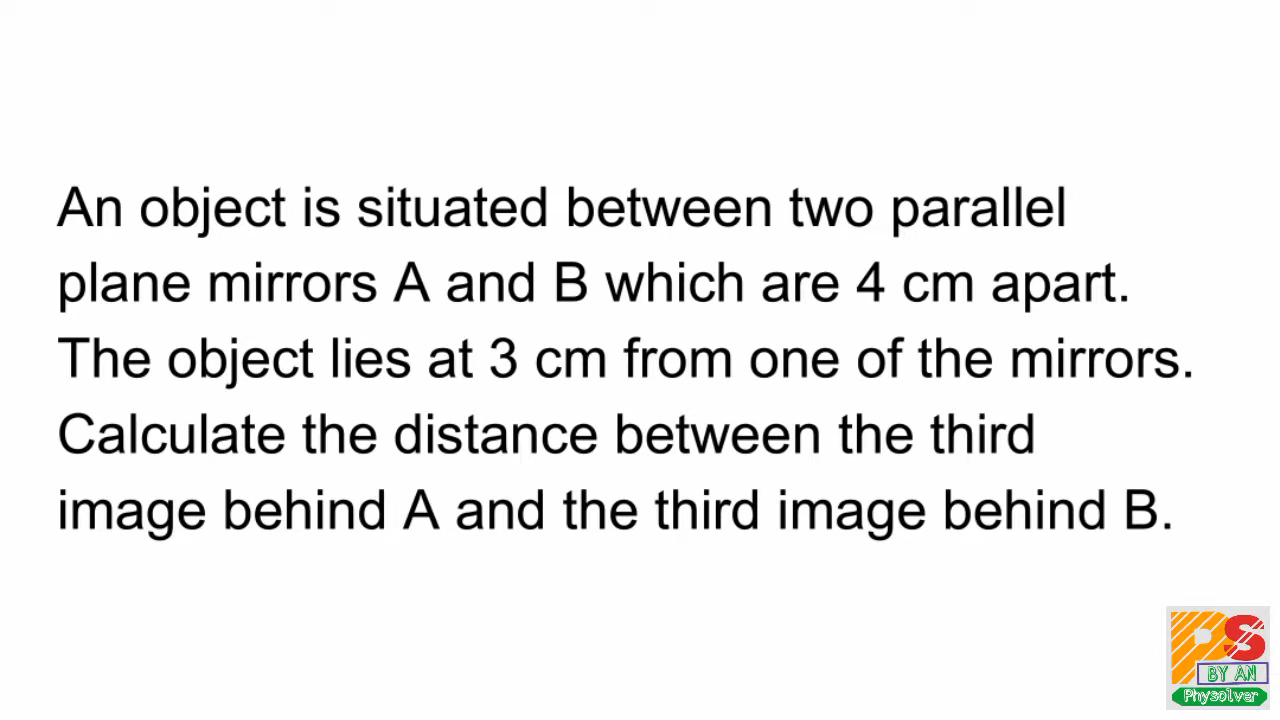 An object is situated between two parallel
plane mirrors A and B which are 4 cm apart.
The object lies at 3 cm from one of the mirrors.
Calculate the distance between the third
image behind A and the third image behind B.
PS
BY AN
Physolver